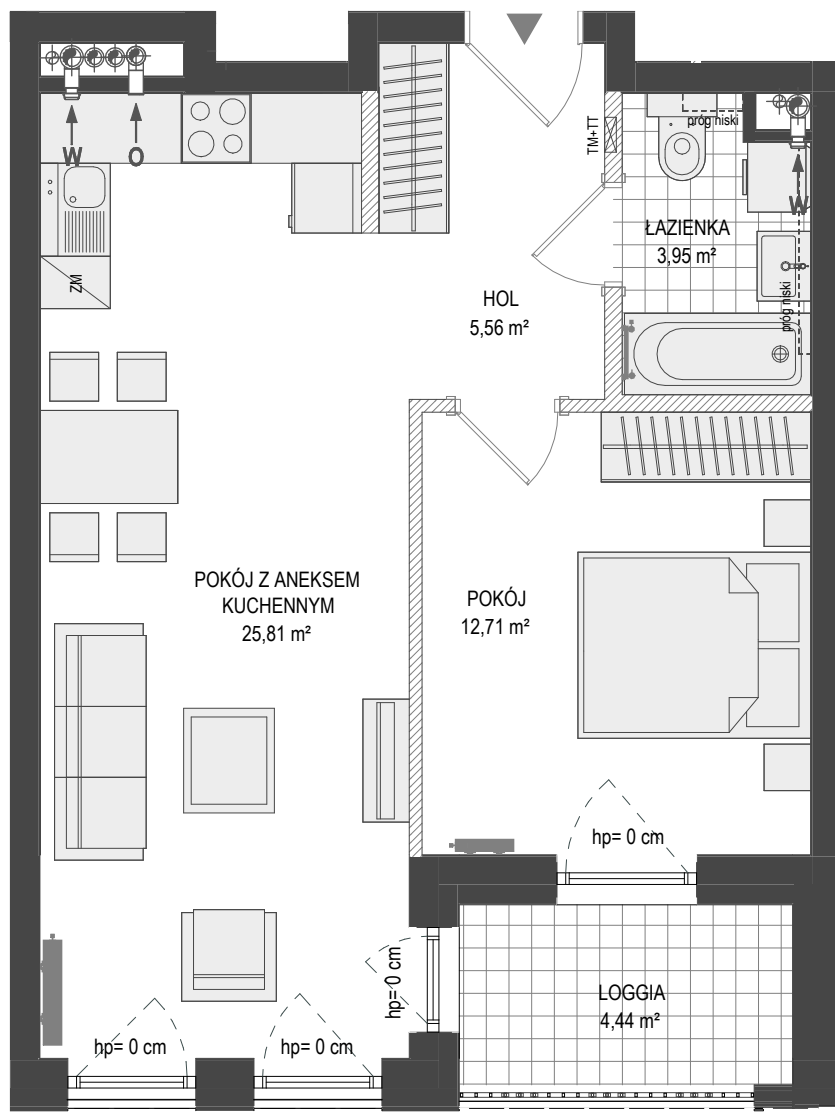 W
O
TM+TT
próg niski
W
ŁAZIENKA
3,95 m²
próg niski
ZM
HOL
5,56 m²
POKÓJ Z ANEKSEM
KUCHENNYM
25,81 m²
POKÓJ
12,71 m²
hp= 0 cm
hp= 0 cm
LOGGIA
4,44 m²
hp= 0 cm
hp= 0 cm